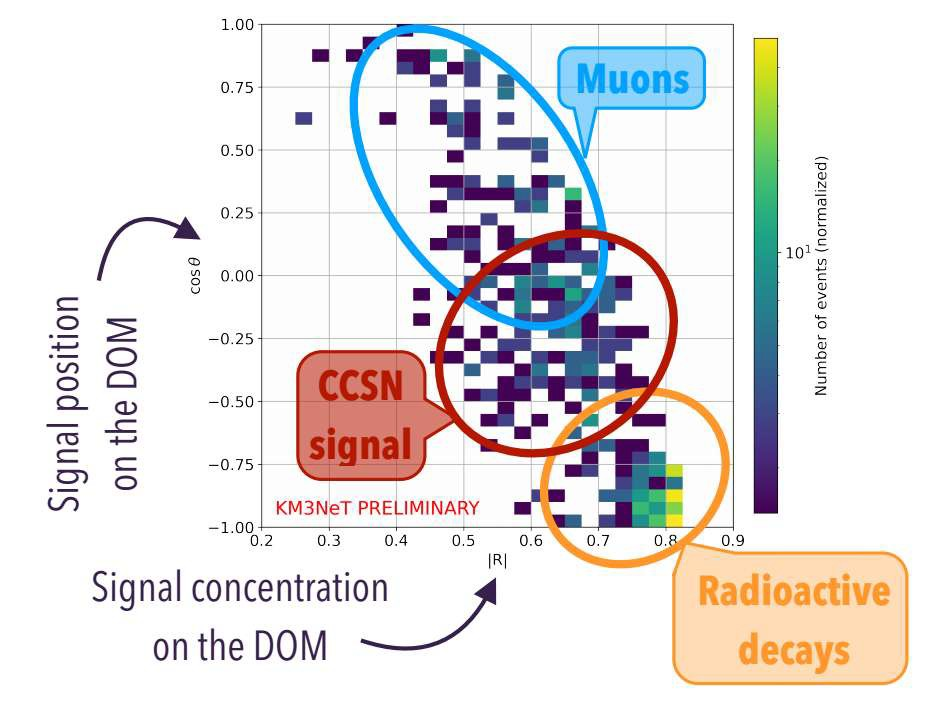 1.00
0.75
0.50
0.25
0.00
−0.25
−0.50
−0.75
−1.00
cos θ
Signal position
on the DOM
Muons
CCSN
signal
KM3NeT PRELIMINARY
0.2 0.3 0.4 0.5 0.6 0.7 0.8 0.9
|R|
Signal concentration
on the DOM
Radioactive
decays
10¹
Number of events (normalized)